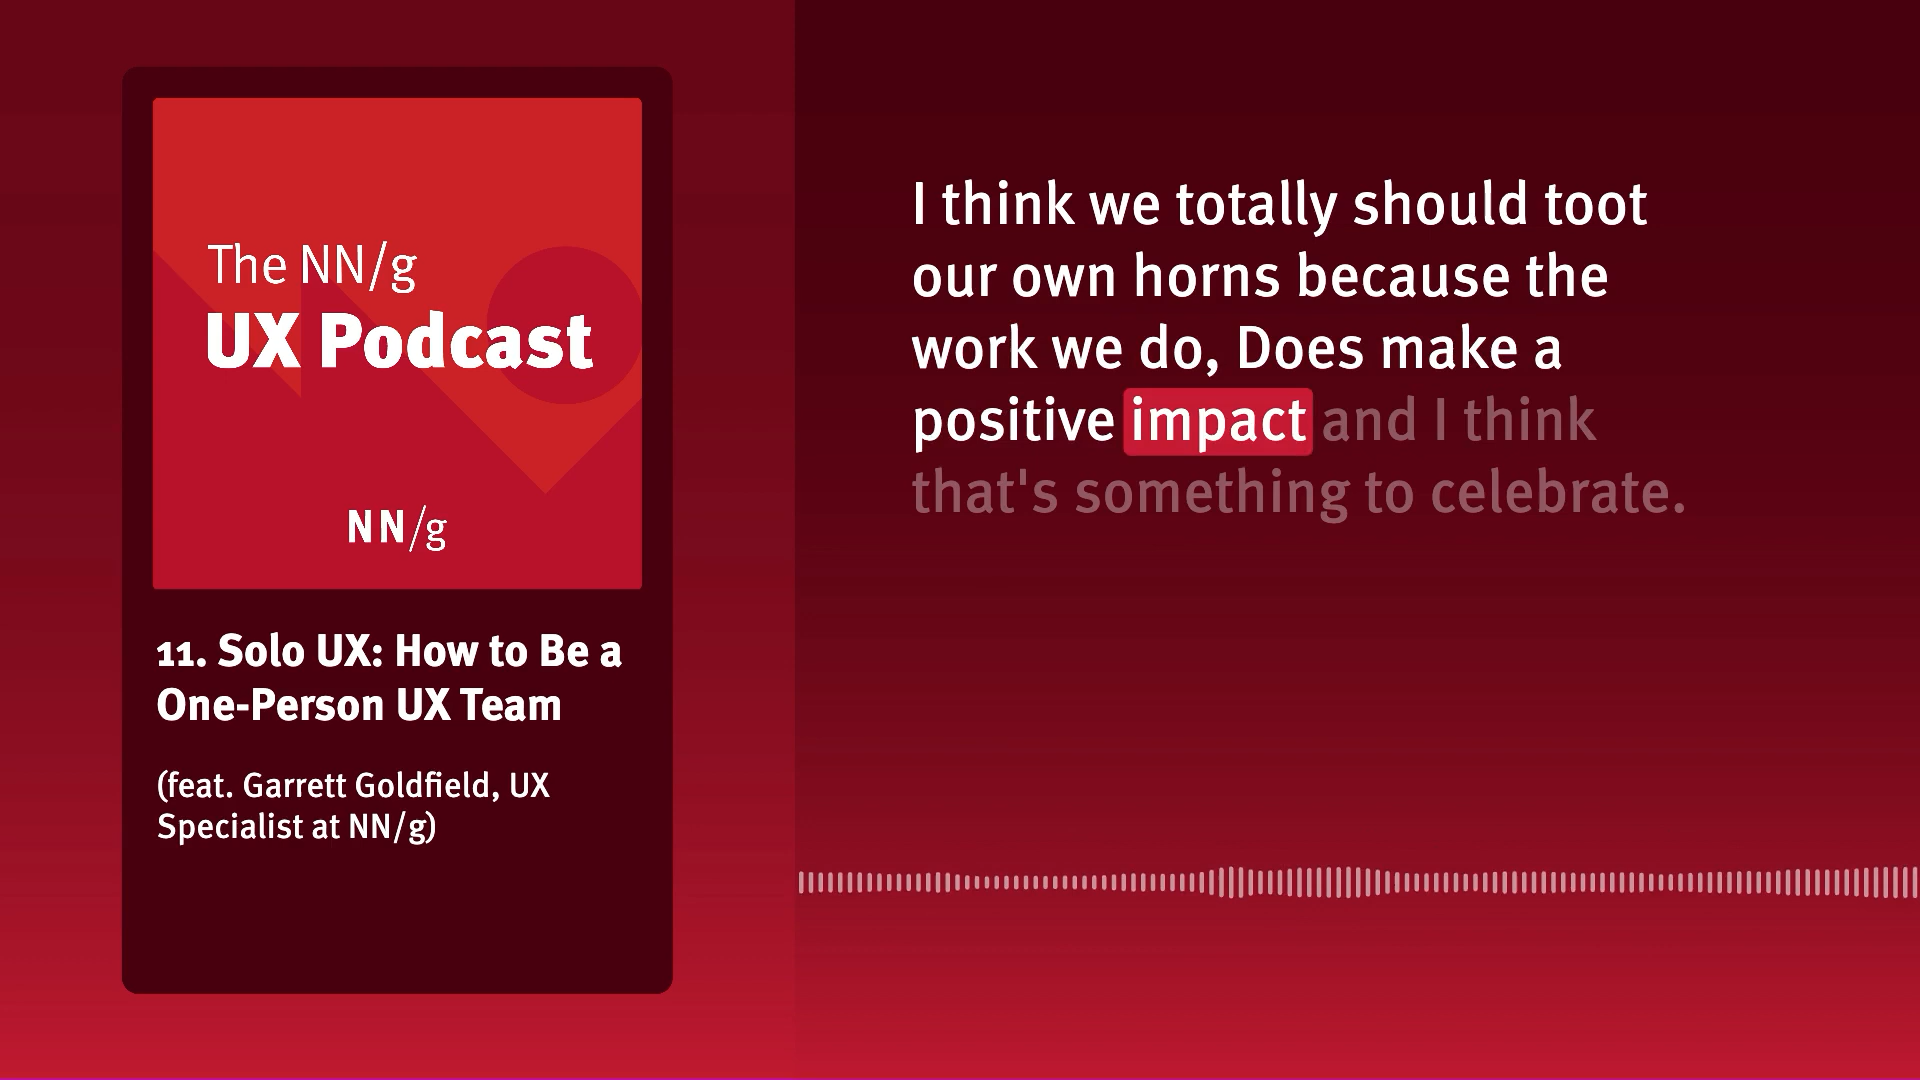 The NN/g
UX Podcast
NN/g
11. Solo UX: How to Be a
One-Person UX Team
(feat. Garrett Goldfield, UX
Specialist at NN/g)
I think we totally should toot
our own horns because the
work we do, Does make a
positive impact and I think
that's something to celebrate.